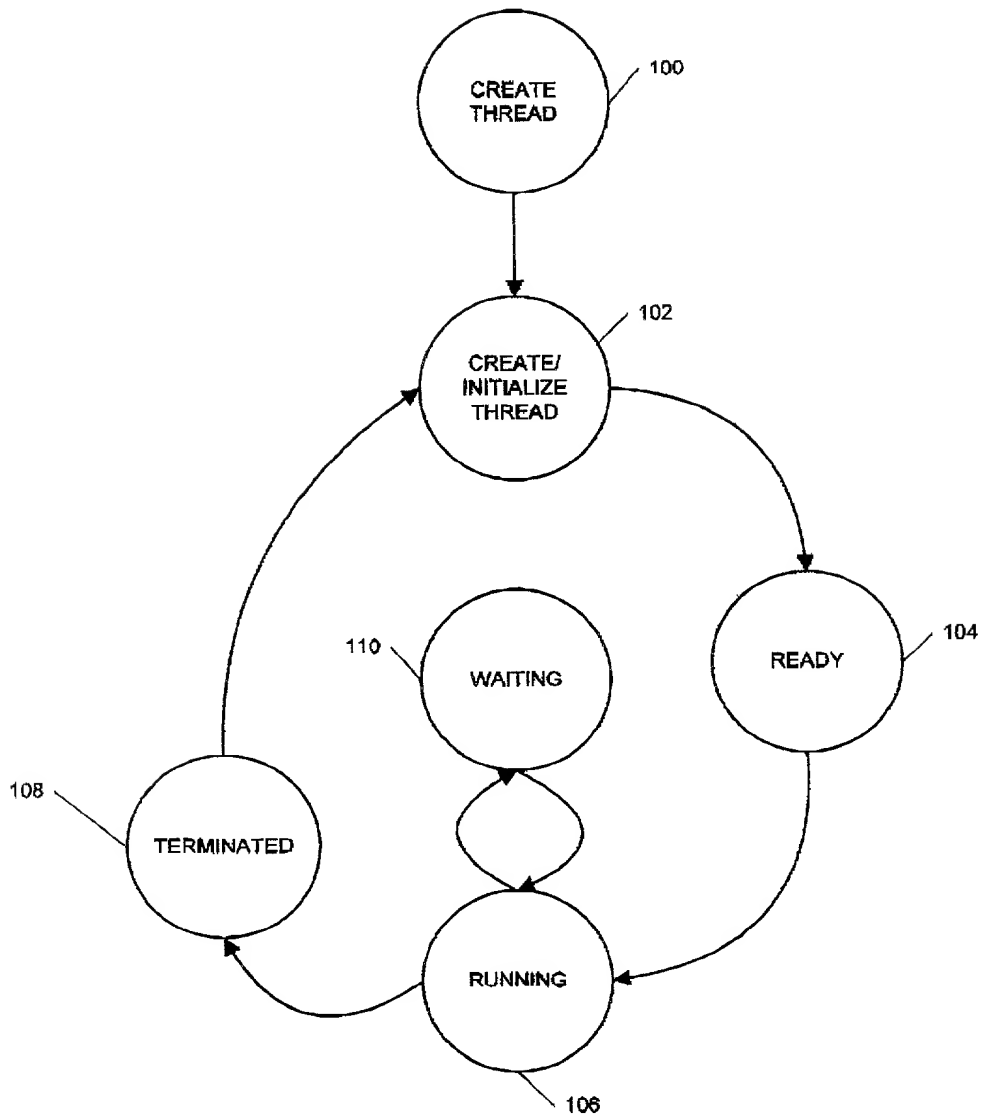 CREATE
THREAD
100
CREATE/
INITIALIZE
THREAD
102
WAITING
110
READY
104
TERMINATED
108
RUNNING
106